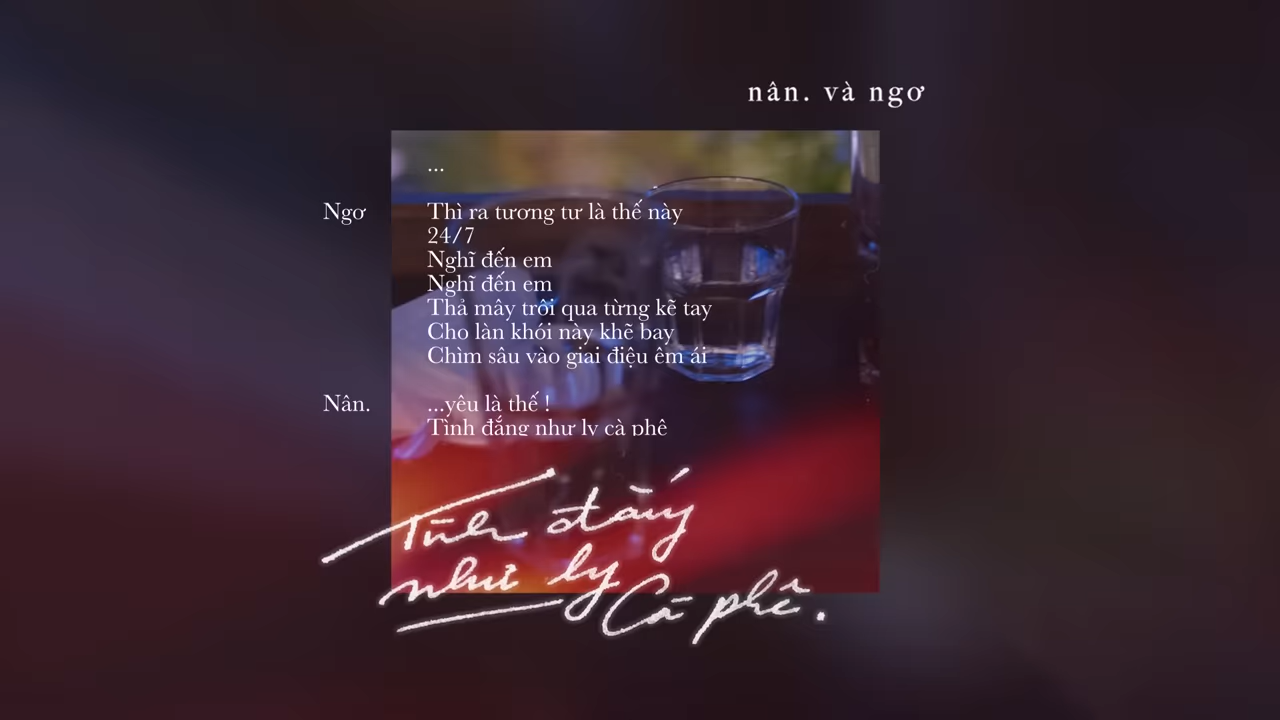 nân. và ngơ
...
Ngơ Thì ra tương tư là thế này
24/7
Nghĩ đến em
Nghĩ đến em
Thả mây trôi qua từng kẽ tay
Cho làn khói này khẽ bay
Chìm sâu vào giai điệu êm ái
Nân. ...yêu là thế !
Tình đắng như ly cà phê
Tình đắng
như ly
Cà phê.